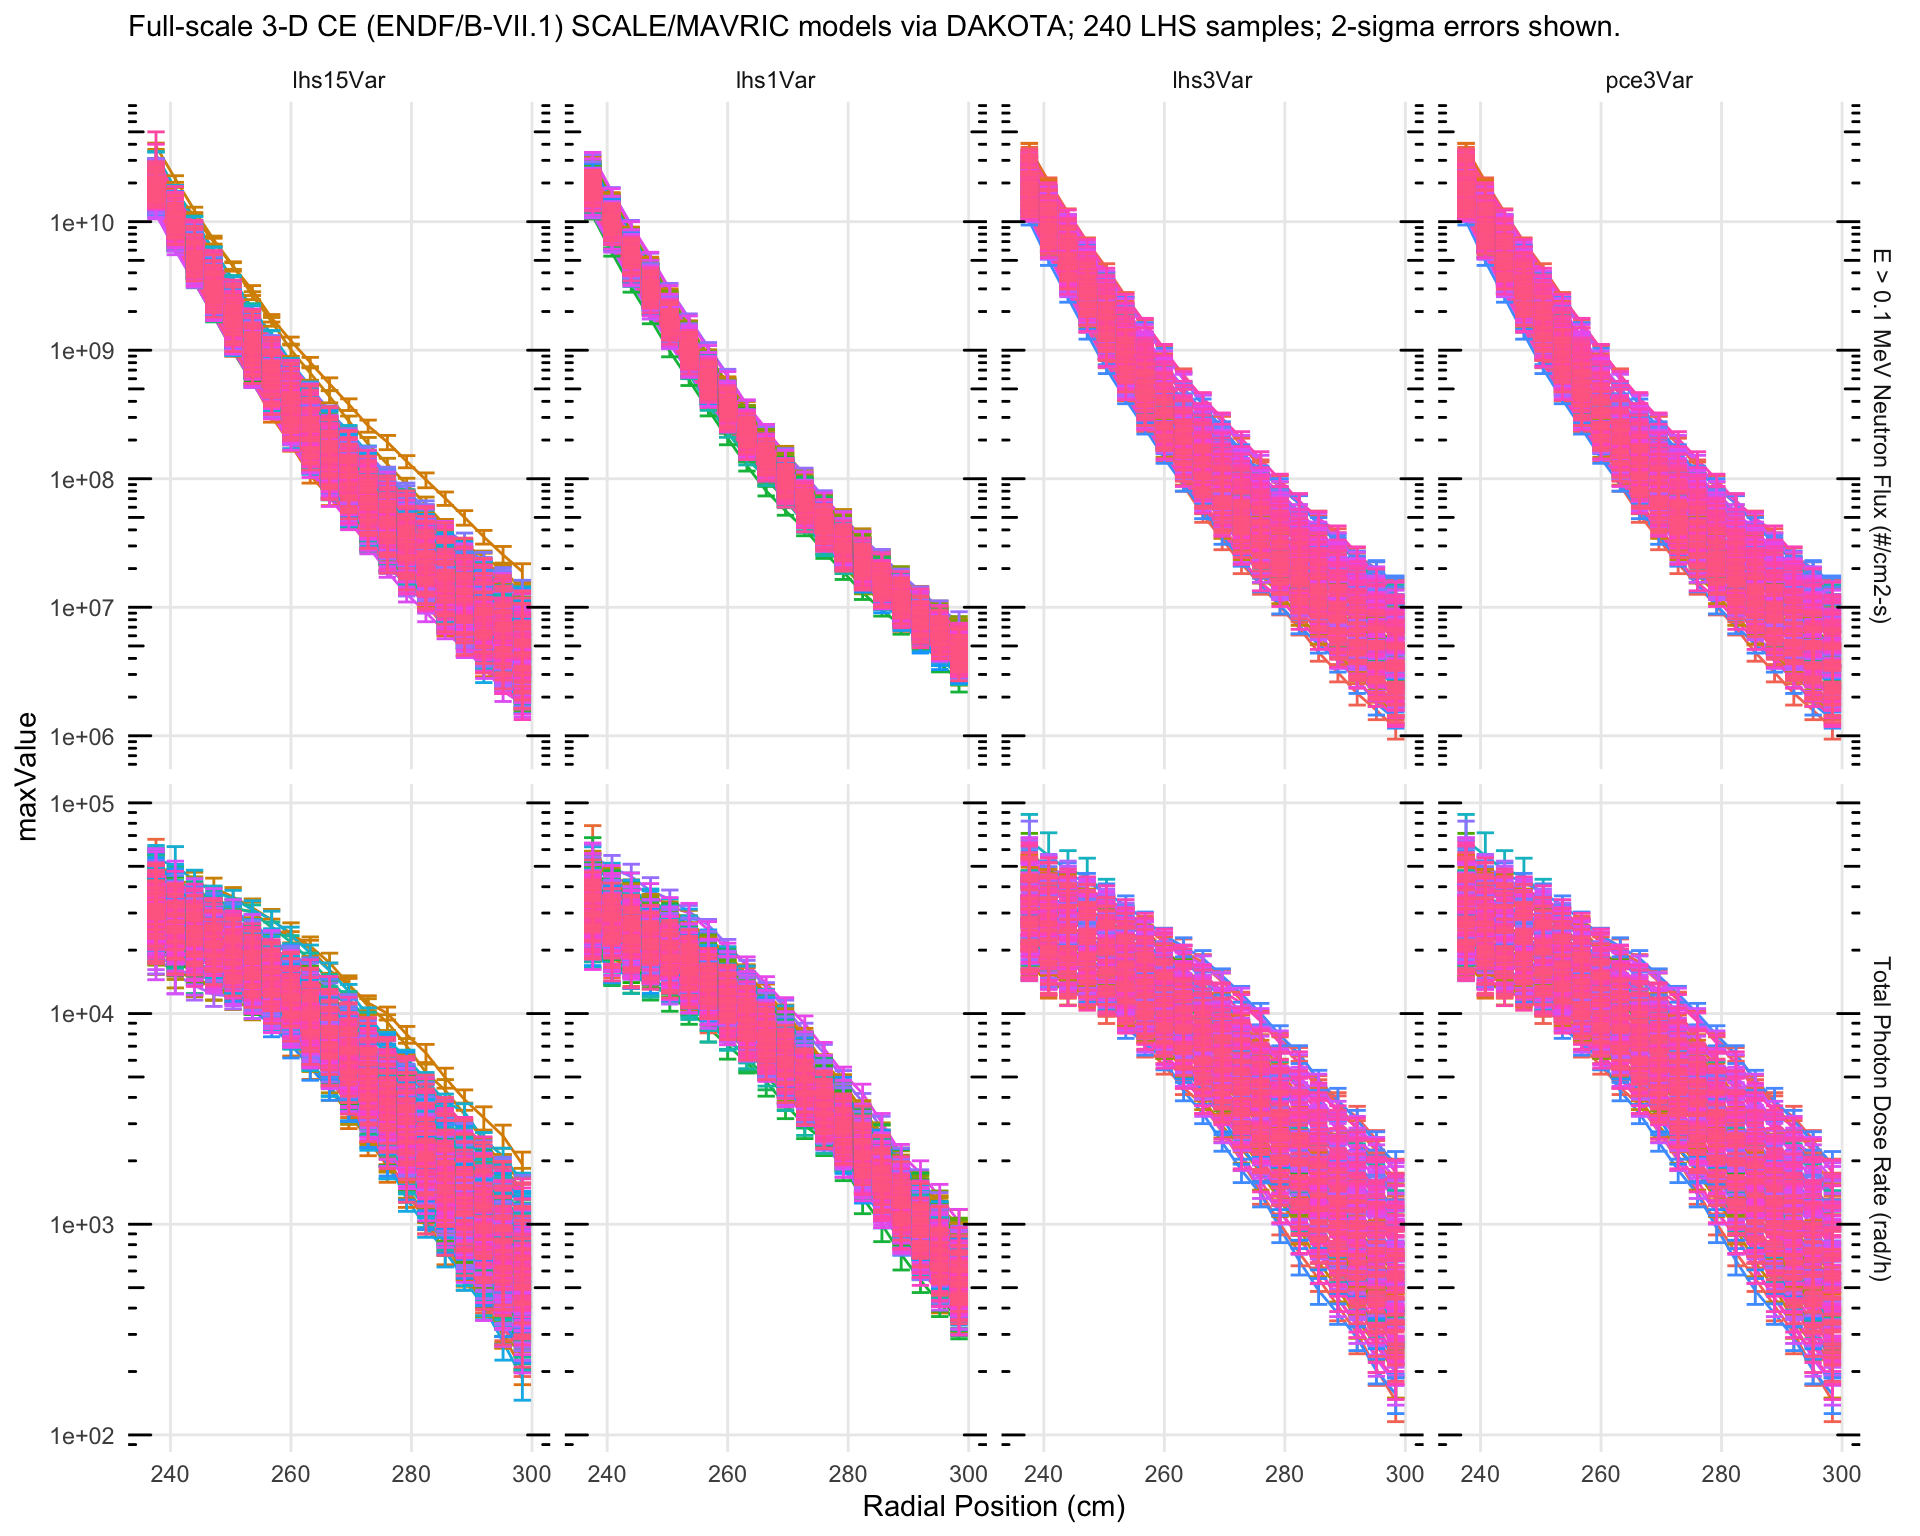 Full-scale 3-D CE (ENDF/B-VII.1) SCALE/MAVRIC models via DAKOTA; 240 LHS samples; 2-sigma errors shown.
lhs15Var lhs1Var lhs3Var pce3Var
1e+10
1e+09
1e+08
1e+07
1e+06
E > 0.1 MeV Neutron Flux (#/cm2-s)
maxValue
1e+05
1e+04
1e+03
1e+02
Total Photon Dose Rate (rad/h)
240 260 280 300 240 260 280 300 240 260 280 300 240 260 280 300
Radial Position (cm)